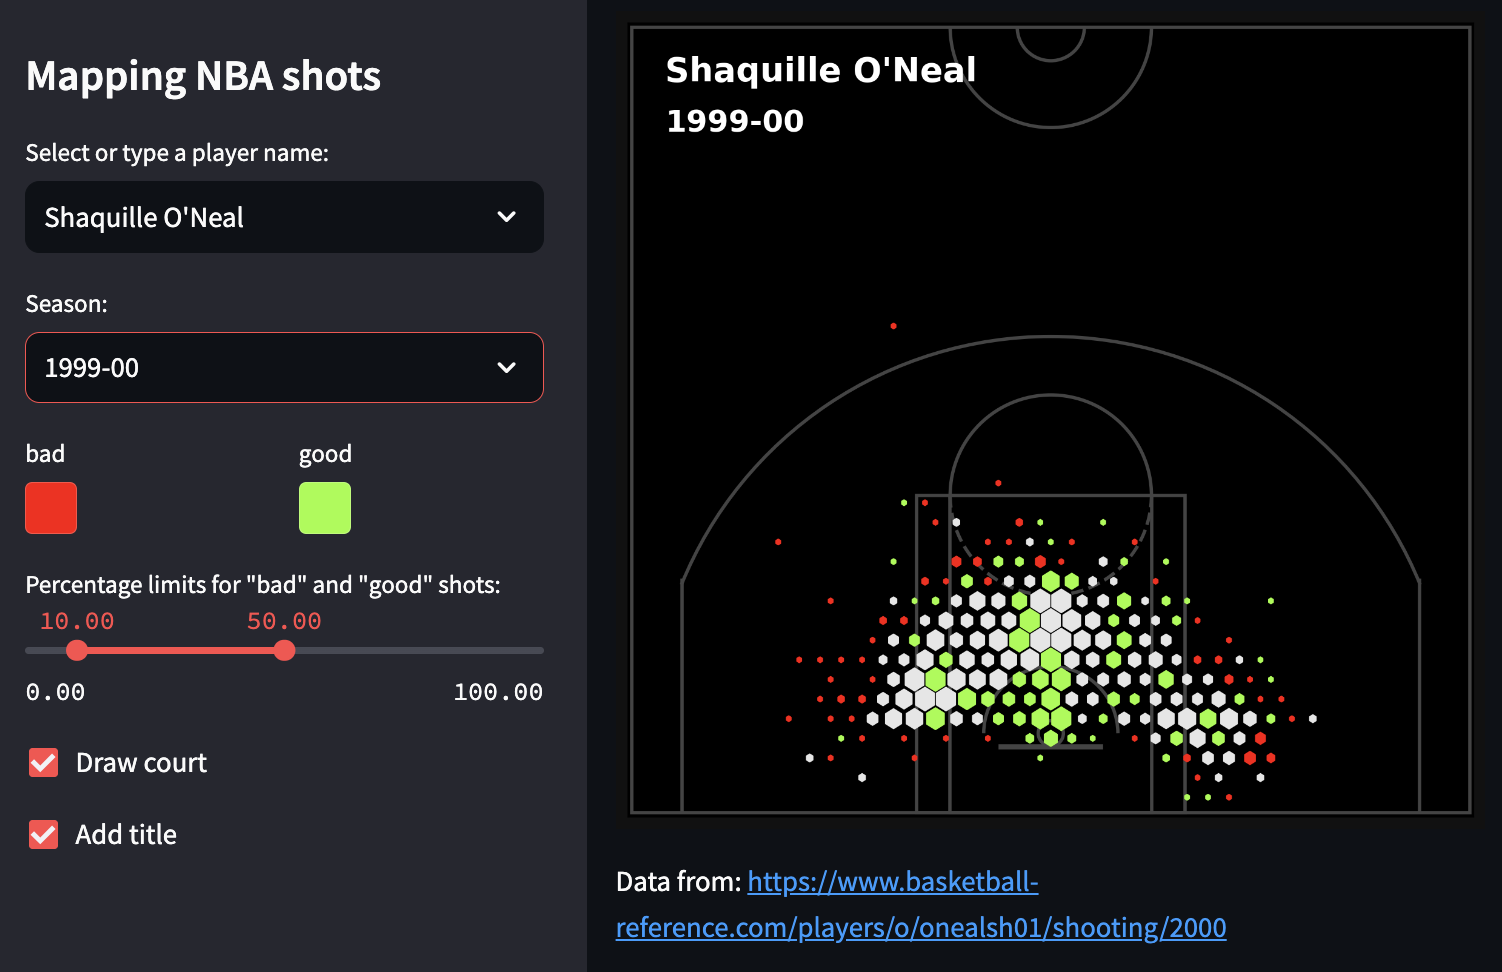 Mapping NBA shots
Select or type a player name:
Shaquille O'Neal
Season:
1999-00
bad
good
Percentage limits for "bad" and "good" shots:
10.00
50.00
0.00
100.00
Draw court
Add title
Shaquille O'Neal
1999-00
Data from: https://www.basketball-
reference.com/players/o/onealsh01/shooting/2000